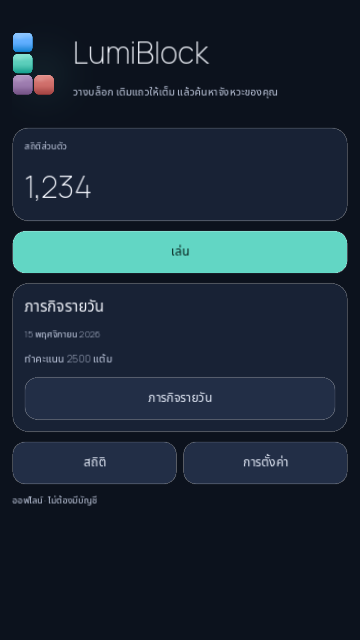 LumiBlock
วางบล็อก เติมแถวให้เต็ม แล้วค้นหาจังหวะของคุณ
สถิติส่วนตัว
1,234
เล่น
ภารกิจรายวัน
15 พฤศจิกายน 2026
ทำคะแนน 2500 แต้ม
ภารกิจรายวัน
สถิติ
การตั้งค่า
ออฟไลน์ · ไม่ต้องมีบัญชี